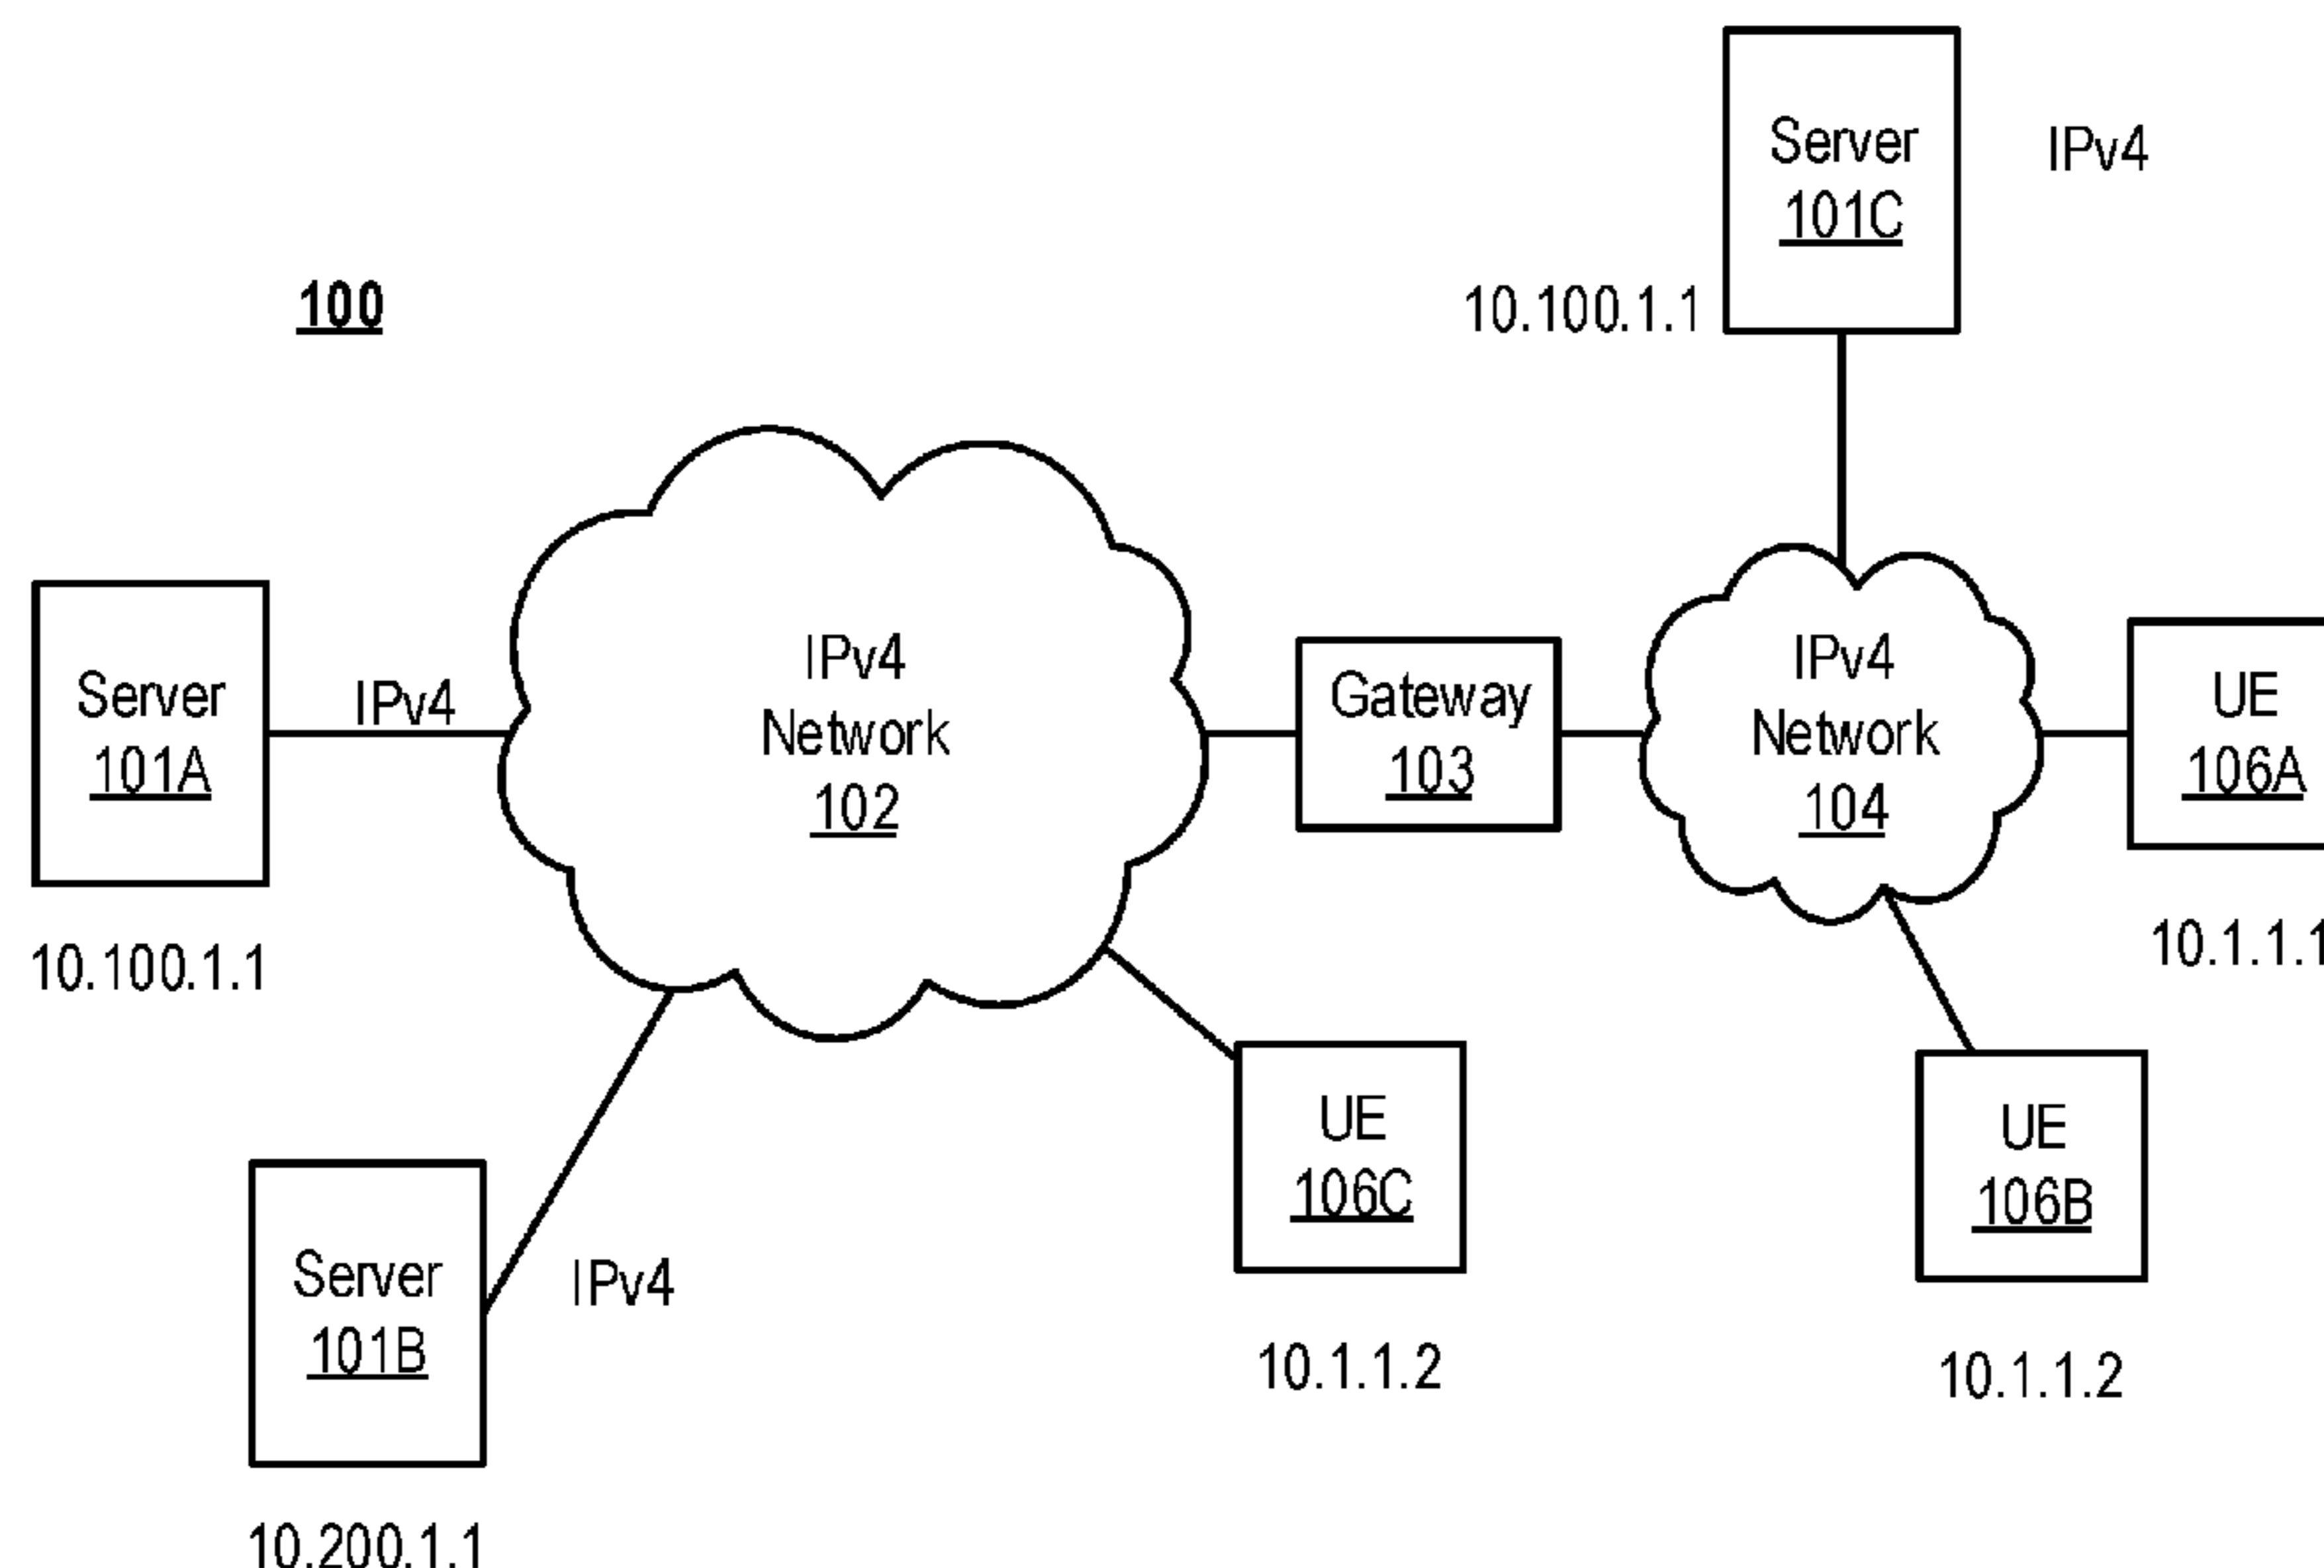 Server
101C
IPv4
10.100.1.1
100
IPv4
Network
102
Gateway
103
IPv4
Network
104
UE
106A
10.1.1.1
Server
101A
IPv4
10.100.1.1
UE
106C
10.1.1.2
UE
106B
10.1.1.2
Server
101B
IPv4
10.200.1.1